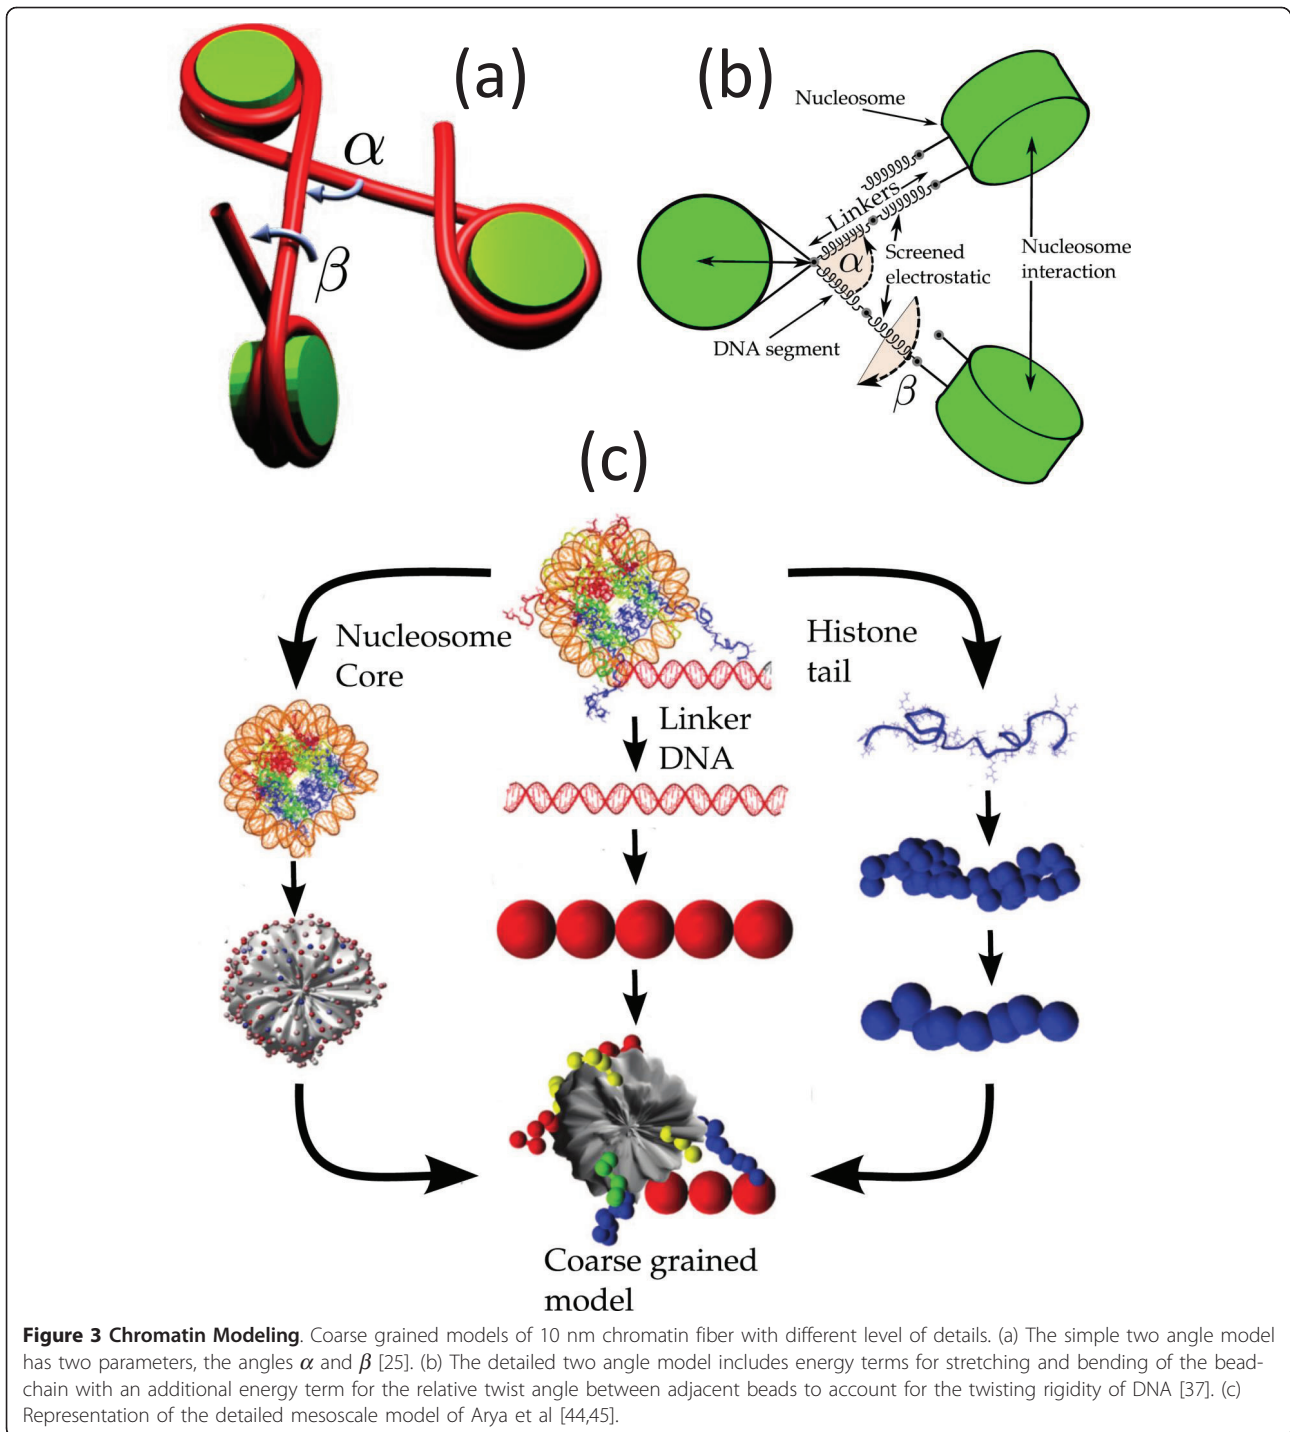 (a)
α
β
(b)
Nucleosome
Linkers
α
Screened
electrostatic
Nucleosome
interaction
DNA segment
β
(c)
Nucleosome
Core
Histone
tail
Linker
DNA
Coarse grained
model
Figure 3 Chromatin Modeling. Coarse grained models of 10 nm chromatin fiber with different level of details. (a) The simple two angle model
has two parameters, the angles α and β [25]. (b) The detailed two angle model includes energy terms for stretching and bending of the bead-
chain with an additional energy term for the relative twist angle between adjacent beads to account for the twisting rigidity of DNA [37]. (c)
Representation of the detailed mesoscale model of Arya et al [44,45].